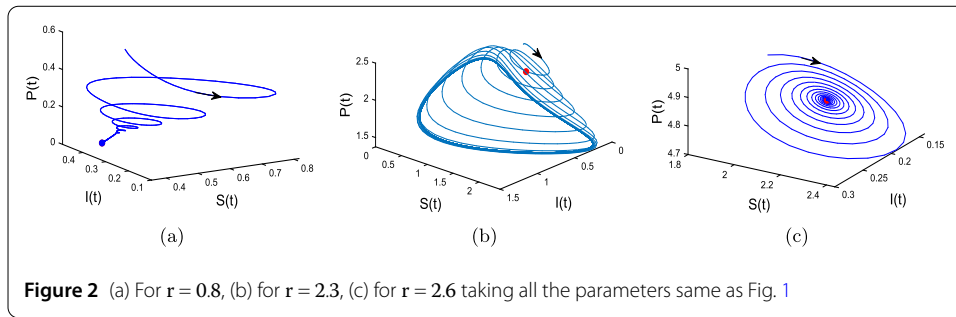 0.6
0.4
0.2
0
P(t)
0.4
0.3
0.2
0.1
I(t)
0.4
0.5
0.6
0.7
0.8
S(t)
(a)
2.5
2
1.5
P(t)
0
0.5
1
1.5
2
S(t)
1.5
1
0.5
0
I(t)
(b)
5
4.9
4.8
4.7
P(t)
1.8
2
2.2
2.4
S(t)
0.3
0.25
0.2
0.15
I(t)
(c)
Figure 2 (a) For r = 0.8, (b) for r = 2.3, (c) for r = 2.6 taking all the parameters same as Fig. 1